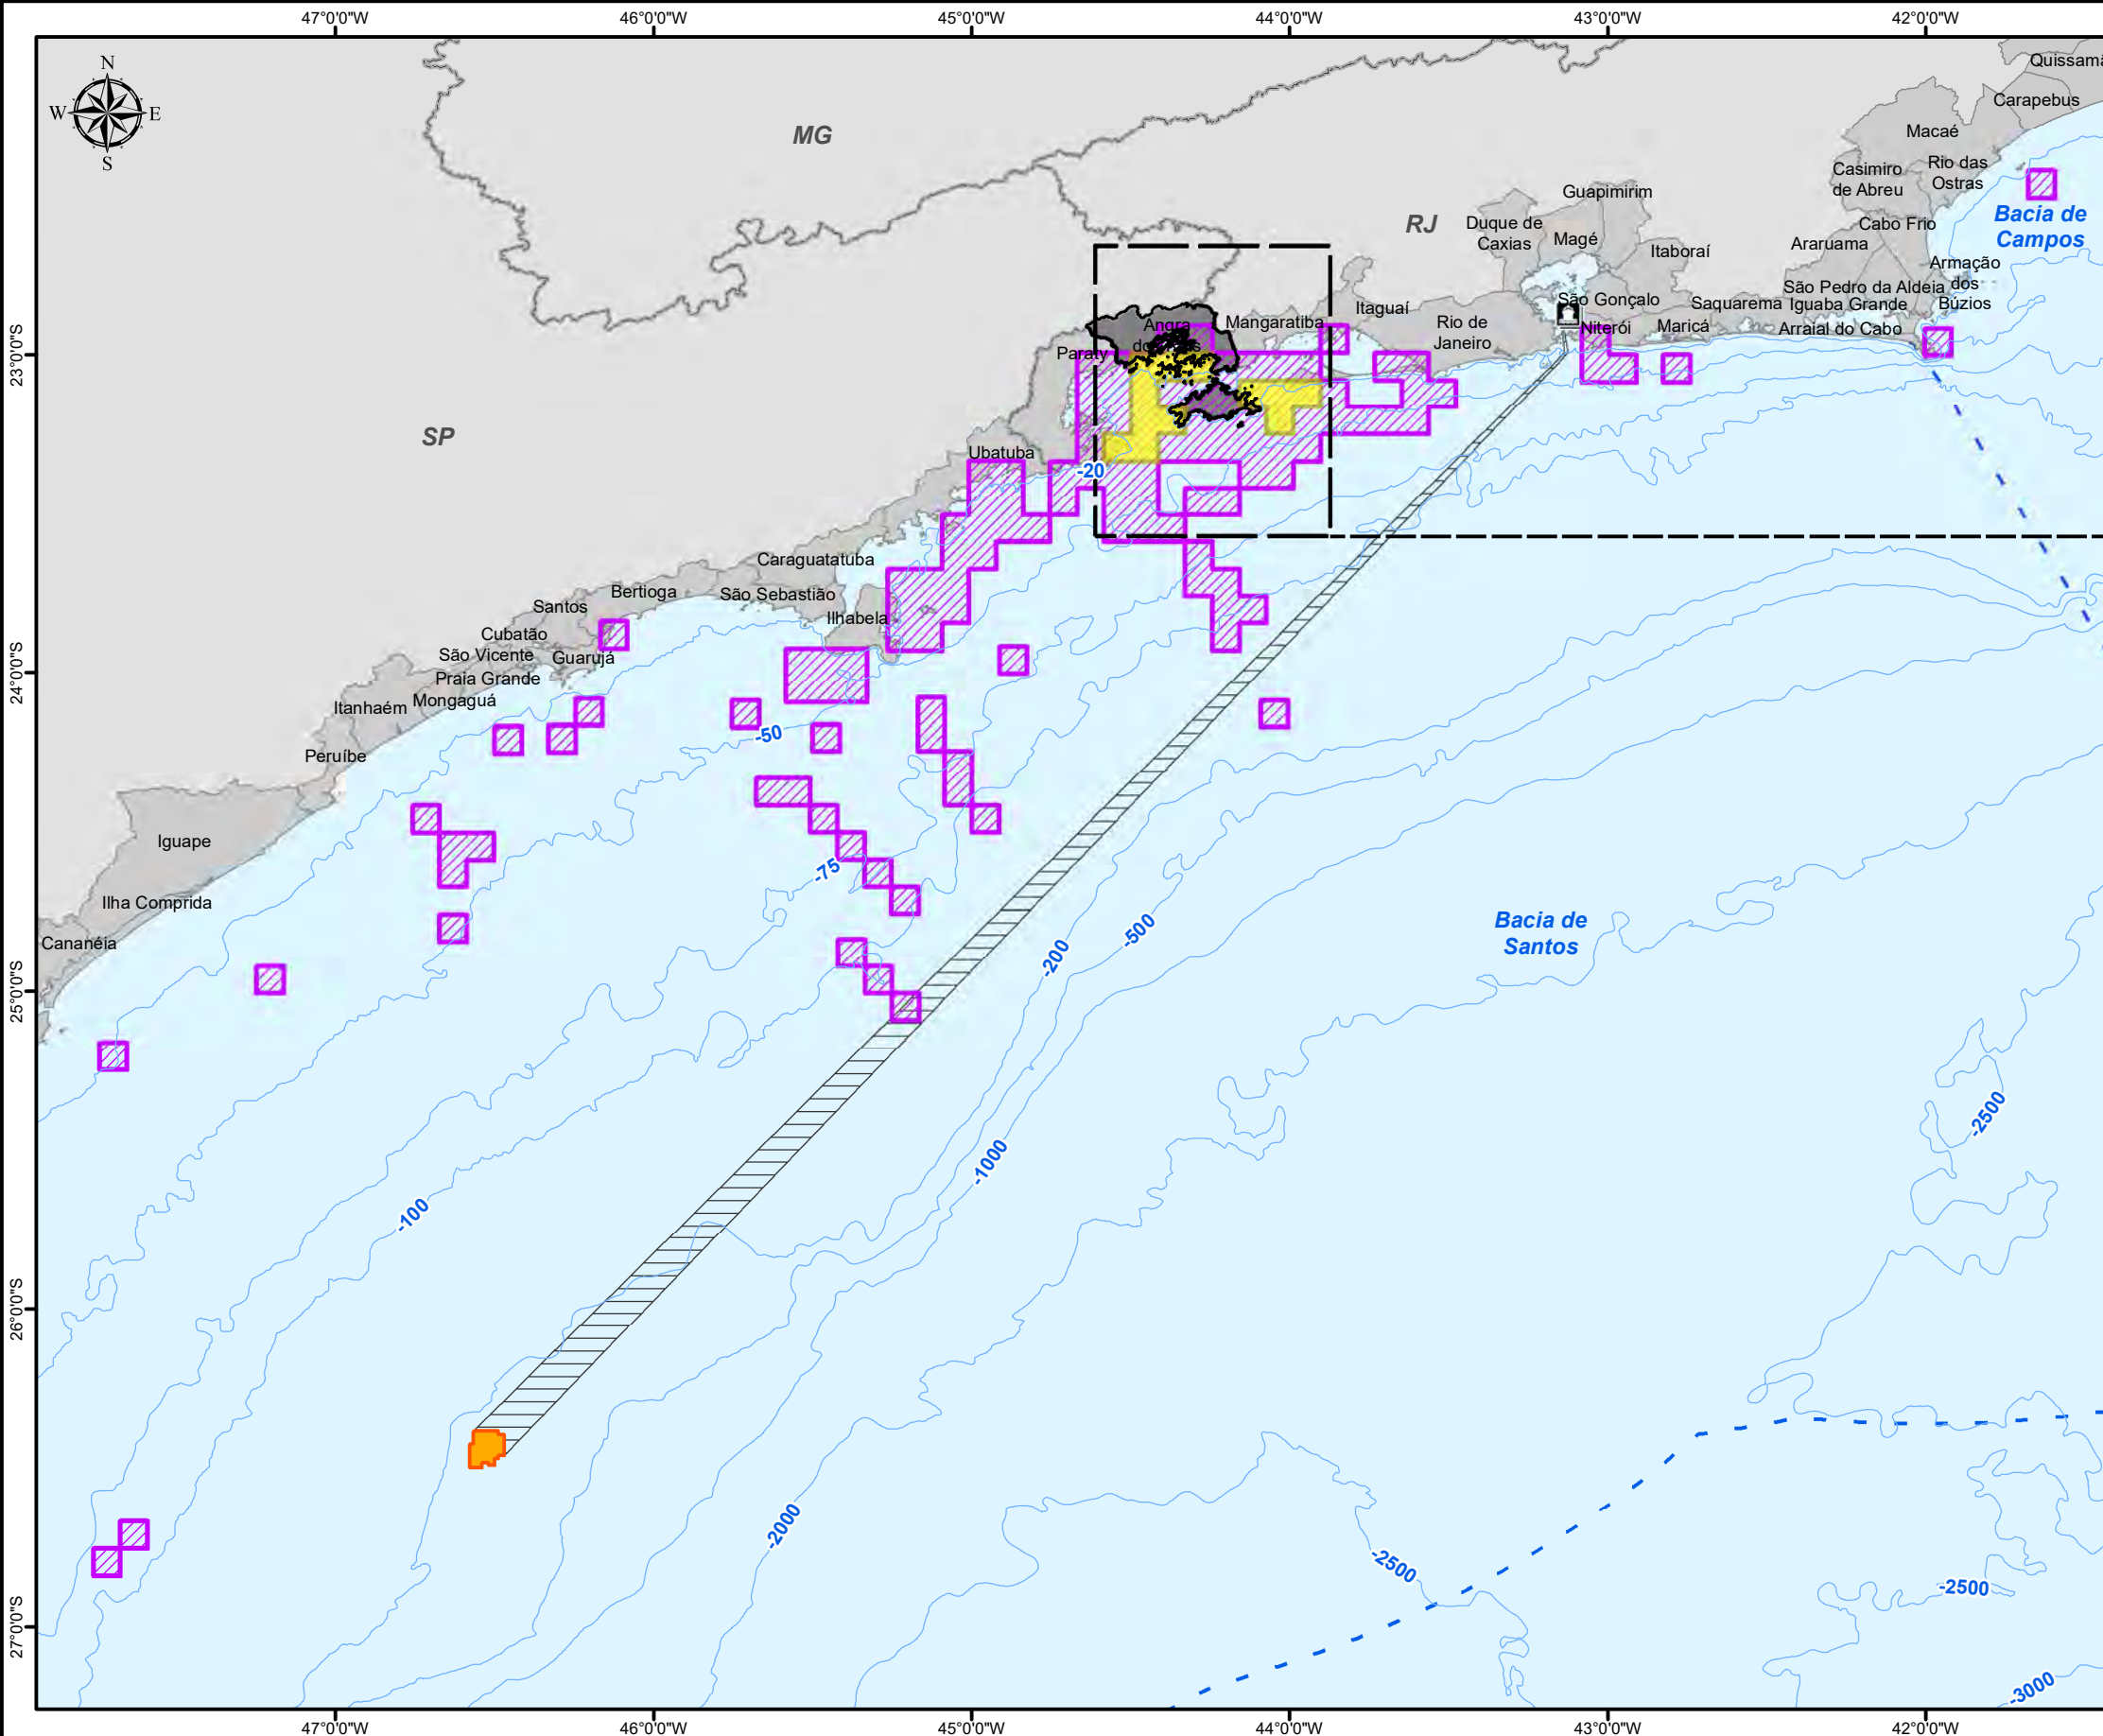 47°0'0"W
46°0'0"W
45°0'0"W
44°0'0"W
43°0'0"W
42°0'0"W
N
W
E
S
Quissamã
Carapebus
Macaé
MG
Casimiro
de Abreu
Rio das
Ostras
Guapimirim
RJ
Duque de
Caxias
Magé
Itaboraí
Bacia de
Campos
Cabo Frio
Araruama
Armação
dos
Búzios
São Pedro da Aldeia
Iguaba Grande
Saquarema
São Gonçalo
Itaguaí
Mangaratiba
Angra
Rio de
Janeiro
Niterói
Maricá
Arraial do Cabo
Paraty
23°0'0"S
SP
Ubatuba
-20
Caraguatatuba
São Sebastião
Bertioga
Santos
Ilhabela
Cubatão
São Vicente
Guarujá
24°0'0"S
Praia Grande
Mongaguá
Itanhaém
-50
Peruíbe
Iguape
-75
Ilha Comprida
Bacia de
Santos
-500
-200
Cananéia
25°0'0"S
-2500
-1000
-100
26°0'0"S
-2000
-2500
-2500
27°0'0"S
-3000
47°0'0"W
46°0'0"W
45°0'0"W
44°0'0"W
43°0'0"W
42°0'0"W